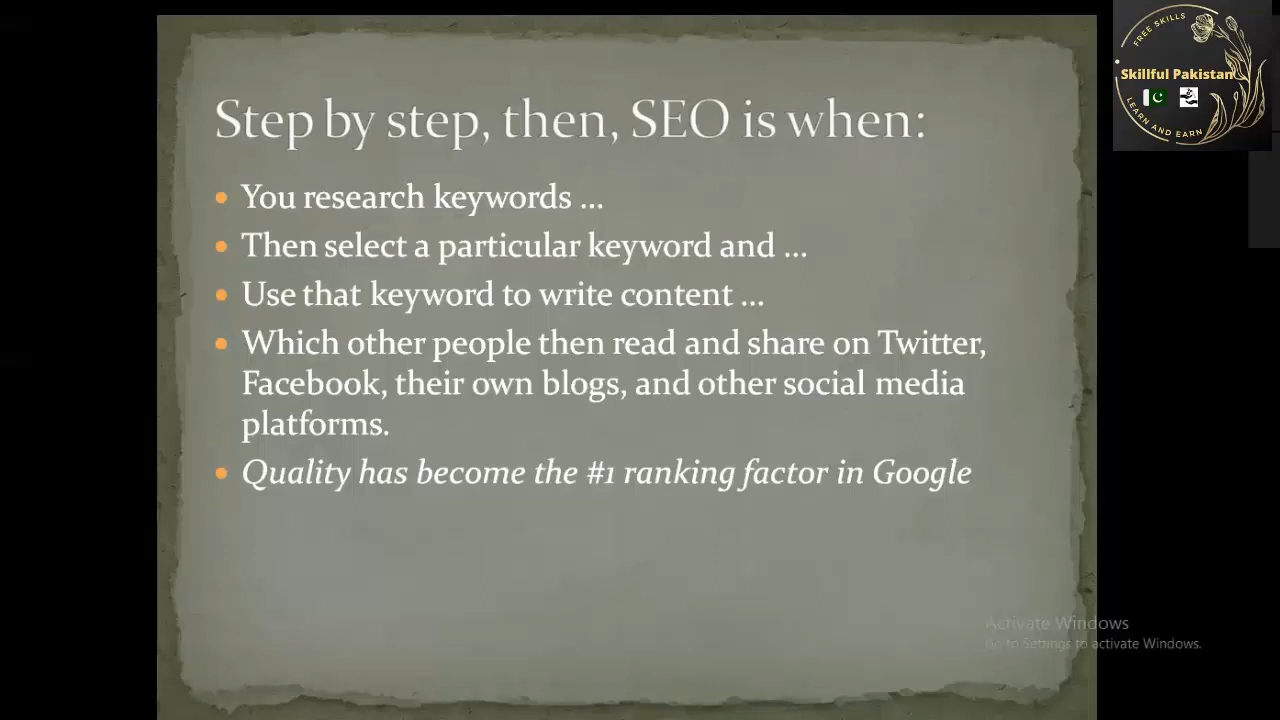 FREE SKILLS
Skillful Pakistan
LEARN AND EARN
Step by step, then, SEO is when:
• You research keywords ...
• Then select a particular keyword and ...
• Use that keyword to write content ...
• Which other people then read and share on Twitter,
Facebook, their own blogs, and other social media
platforms.
• Quality has become the #1 ranking factor in Google
Activate Windows
Go to Settings to activate Windows.